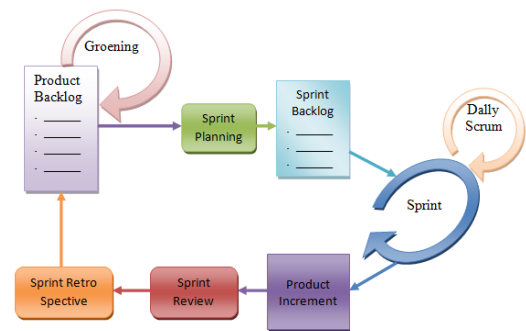 Groening
Product
Backlog
Sprint
Planning
Sprint
Backlog
Dally
Scrum
Sprint
Product
Increment
Sprint
Review
Sprint Retro
Spective